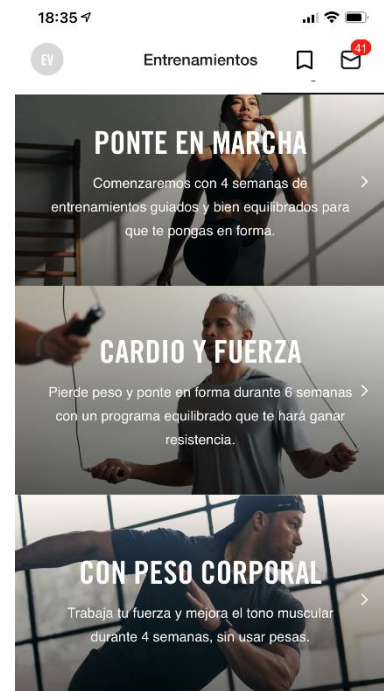 18:35
EV
Entrenamientos
41
PONTE EN MARCHA
Comenzaremos con 4 semanas de
entrenamientos guiados y bien equilibrados para
que te pongas en forma.
CARDIO Y FUERZA
Pierde peso y ponte en forma durante 6 semanas
con un programa equilibrado que te hará ganar
resistencia.
CON PESO CORPORAL
Trabaja tu fuerza y mejora el tono muscular
durante 4 semanas, sin usar pesas.